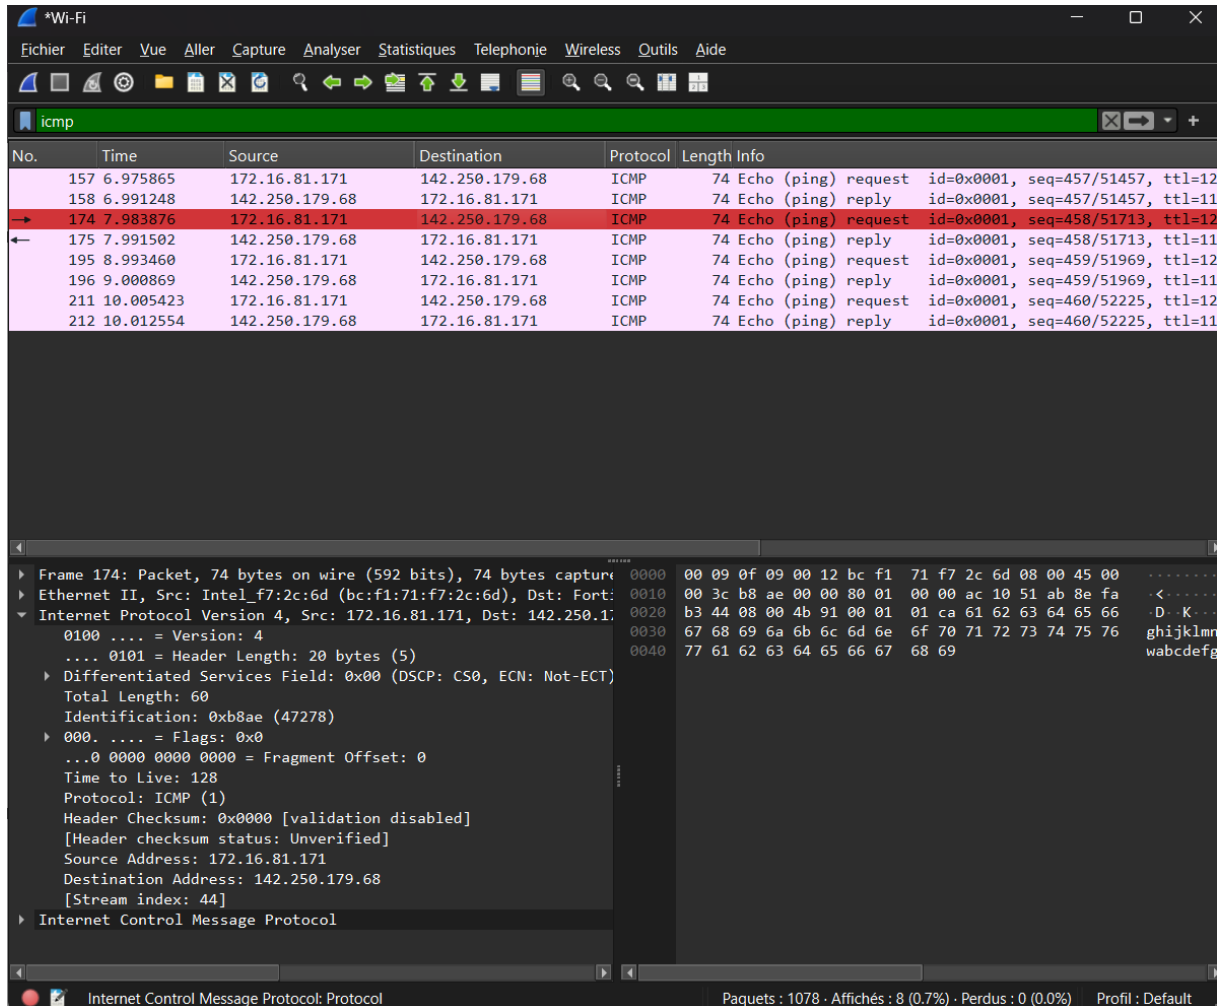 *Wi-Fi
Fichier Editer Vue Aller Capture Analyser Statistiques Telephonie Wireless Outils Aide
icmp
No. Time Source Destination Protocol Length Info
157 6.975865 172.16.81.171 142.250.179.68 ICMP 74 Echo (ping) request id=0x0001, seq=457/51457, ttl=12
158 6.991248 142.250.179.68 172.16.81.171 ICMP 74 Echo (ping) reply id=0x0001, seq=457/51457, ttl=11
174 7.983876 172.16.81.171 142.250.179.68 ICMP 74 Echo (ping) request id=0x0001, seq=458/51713, ttl=12
175 7.991502 142.250.179.68 172.16.81.171 ICMP 74 Echo (ping) reply id=0x0001, seq=458/51713, ttl=11
195 8.993460 172.16.81.171 142.250.179.68 ICMP 74 Echo (ping) request id=0x0001, seq=459/51969, ttl=12
196 9.000869 142.250.179.68 172.16.81.171 ICMP 74 Echo (ping) reply id=0x0001, seq=459/51969, ttl=11
211 10.005423 172.16.81.171 142.250.179.68 ICMP 74 Echo (ping) request id=0x0001, seq=460/52225, ttl=12
212 10.012554 142.250.179.68 172.16.81.171 ICMP 74 Echo (ping) reply id=0x0001, seq=460/52225, ttl=11
Frame 174: Packet, 74 bytes on wire (592 bits), 74 bytes capture
Ethernet II, Src: Intel_f7:2c:6d (bc:f1:71:f7:2c:6d), Dst: Forti
Internet Protocol Version 4, Src: 172.16.81.171, Dst: 142.250.17
0100 .... = Version: 4
.... 0101 = Header Length: 20 bytes (5)
Differentiated Services Field: 0x00 (DSCP: CS0, ECN: Not-ECT)
Total Length: 60
Identification: 0xb8ae (47278)
000. .... = Flags: 0x0
...0 0000 0000 0000 = Fragment Offset: 0
Time to Live: 128
Protocol: ICMP (1)
Header Checksum: 0x0000 [validation disabled]
[Header checksum status: Unverified]
Source Address: 172.16.81.171
Destination Address: 142.250.179.68
[Stream index: 44]
Internet Control Message Protocol
0000 00 09 0f 09 00 12 bc f1 71 f7 2c 6d 08 00 45 00 ········
0010 00 3c b8 ae 00 00 80 01 00 00 ac 10 51 ab 8e fa ·<······
0020 b3 44 08 00 4b 91 00 01 01 ca 61 62 63 64 65 66 ·D··K···
0030 67 68 69 6a 6b 6c 6d 6e 6f 70 71 72 73 74 75 76 ghijklmn
0040 77 61 62 63 64 65 66 67 68 69 wabcdefg
Internet Control Message Protocol: Protocol Paquets : 1078 · Affichés : 8 (0.7%) · Perdus : 0 (0.0%) Profil : Default